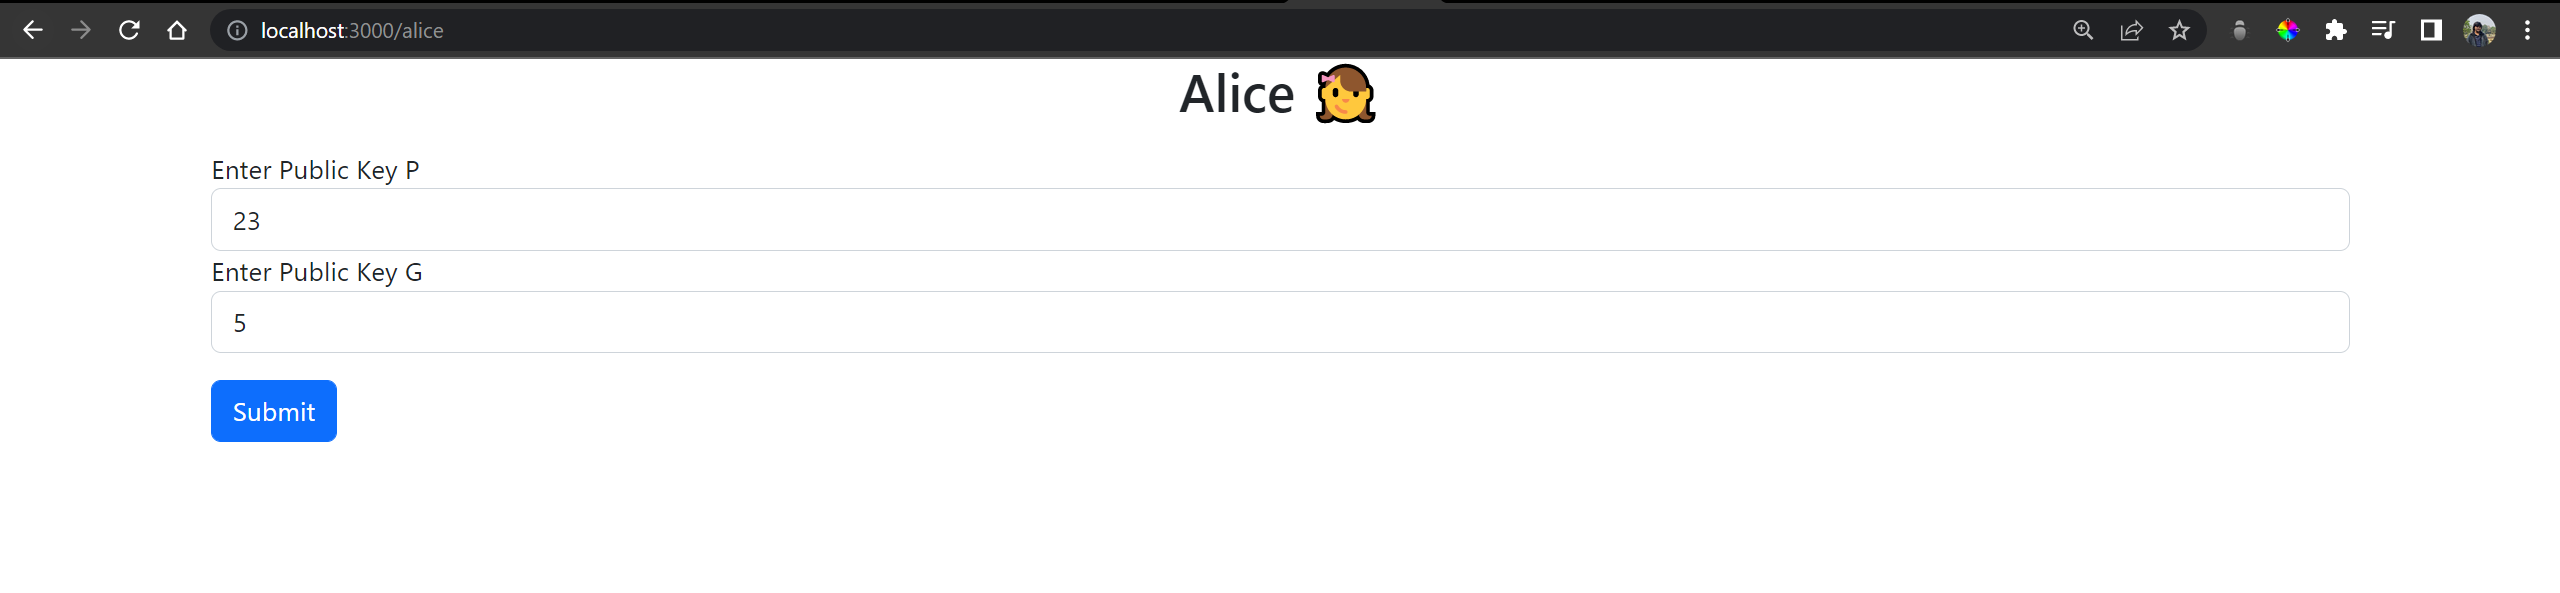 localhost:3000/alice
Alice
Enter Public Key P
23
Enter Public Key G
5
Submit